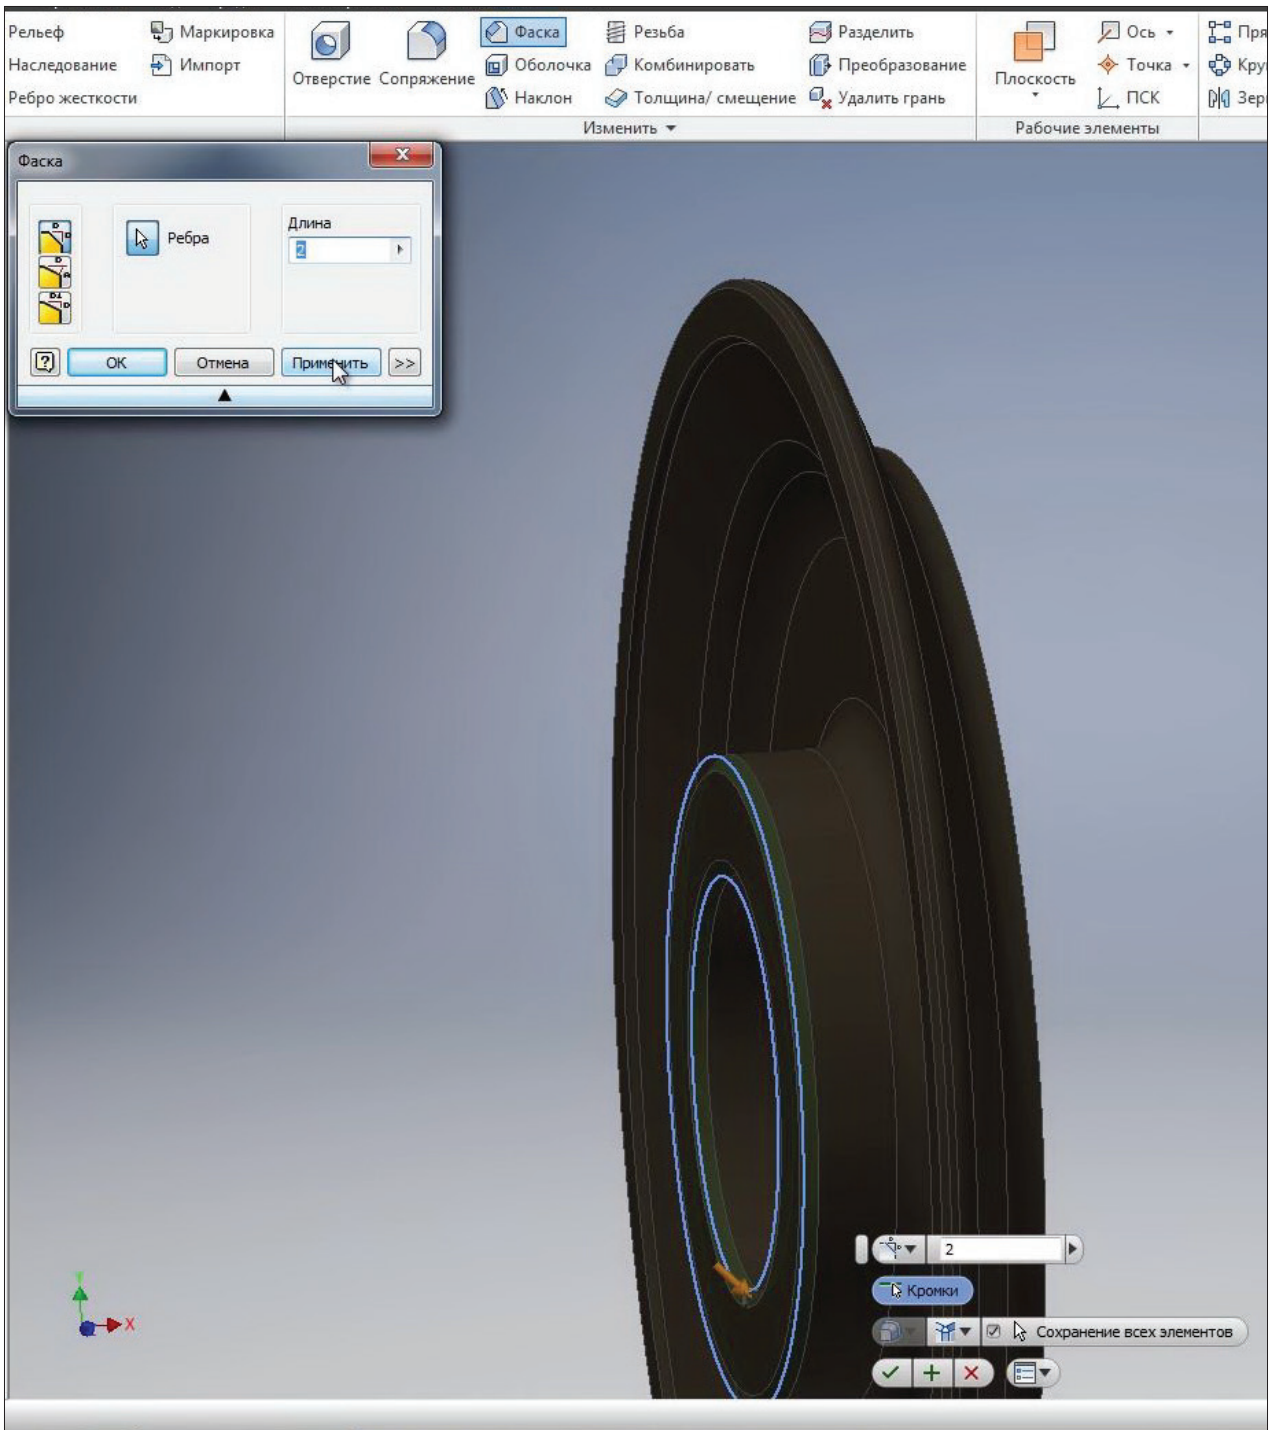 Рельеф
Маркировка
Наследование
Импорт
Ребро жесткости
Отверстие
Сопряжение
Фаска
Оболочка
Наклон
Резьба
Комбинировать
Толщина/ смещение
Разделить
Преобразование
Удалить грань
Изменить
Плоскость
Ось
Точка
ПСК
Рабочие элементы
Фаска
Ребра
Длина
2
ОК
Отмена
Применить
>>
2
Кромки
Сохранение всех элементов
Y
X